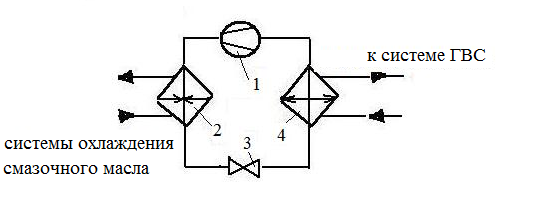 к системе ГВС
1
2
4
3
системы охлаждения
смазочного масла